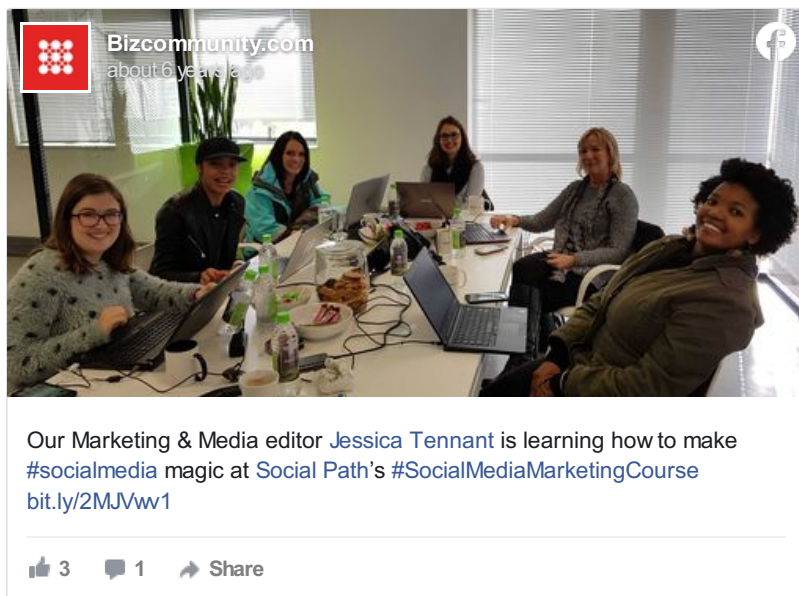 Bizcommunity.com
about 6 years ago
Our Marketing & Media editor Jessica Tennant is learning how to make
#socialmedia magic at Social Path's #SocialMediaMarketingCourse
bit.ly/2MJVwv1
3 1 Share